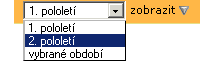 1. pololetí zobrazit
1. pololetí
2. pololetí
vybrané období